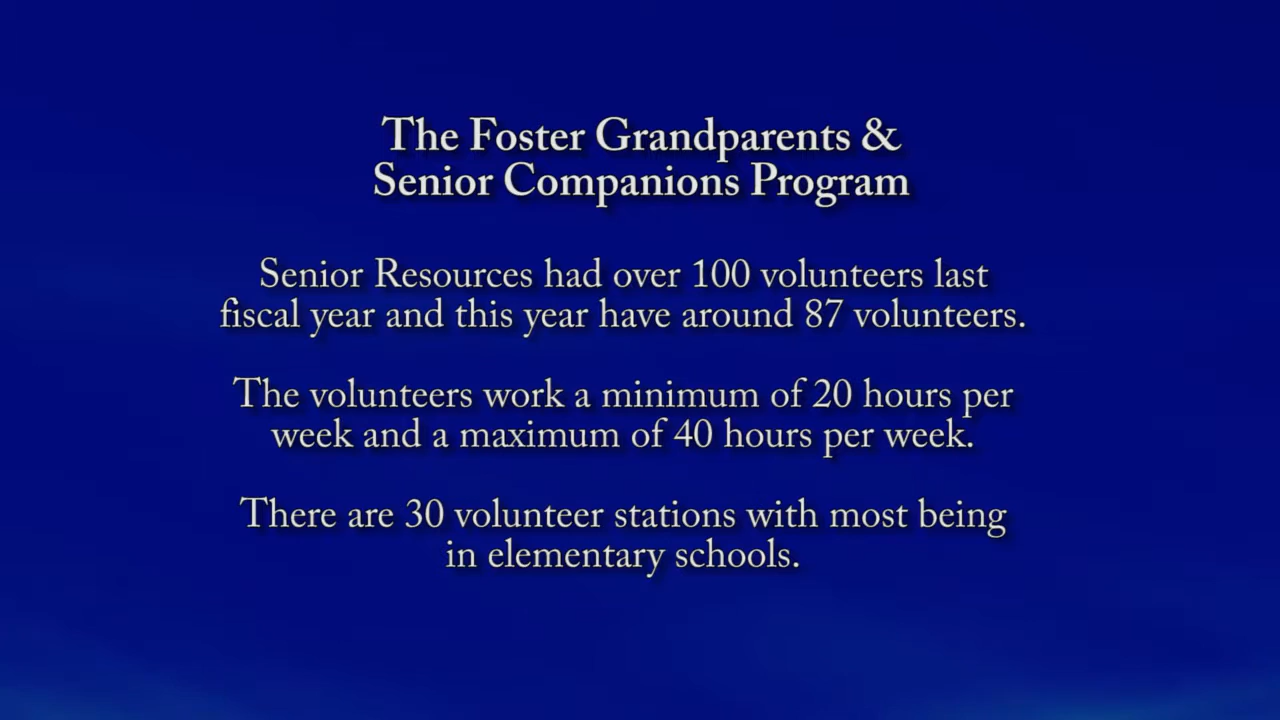 The Foster Grandparents &
Senior Companions Program
Senior Resources had over 100 volunteers last
fiscal year and this year have around 87 volunteers.
The volunteers work a minimum of 20 hours per
week and a maximum of 40 hours per week.
There are 30 volunteer stations with most being
in elementary schools.